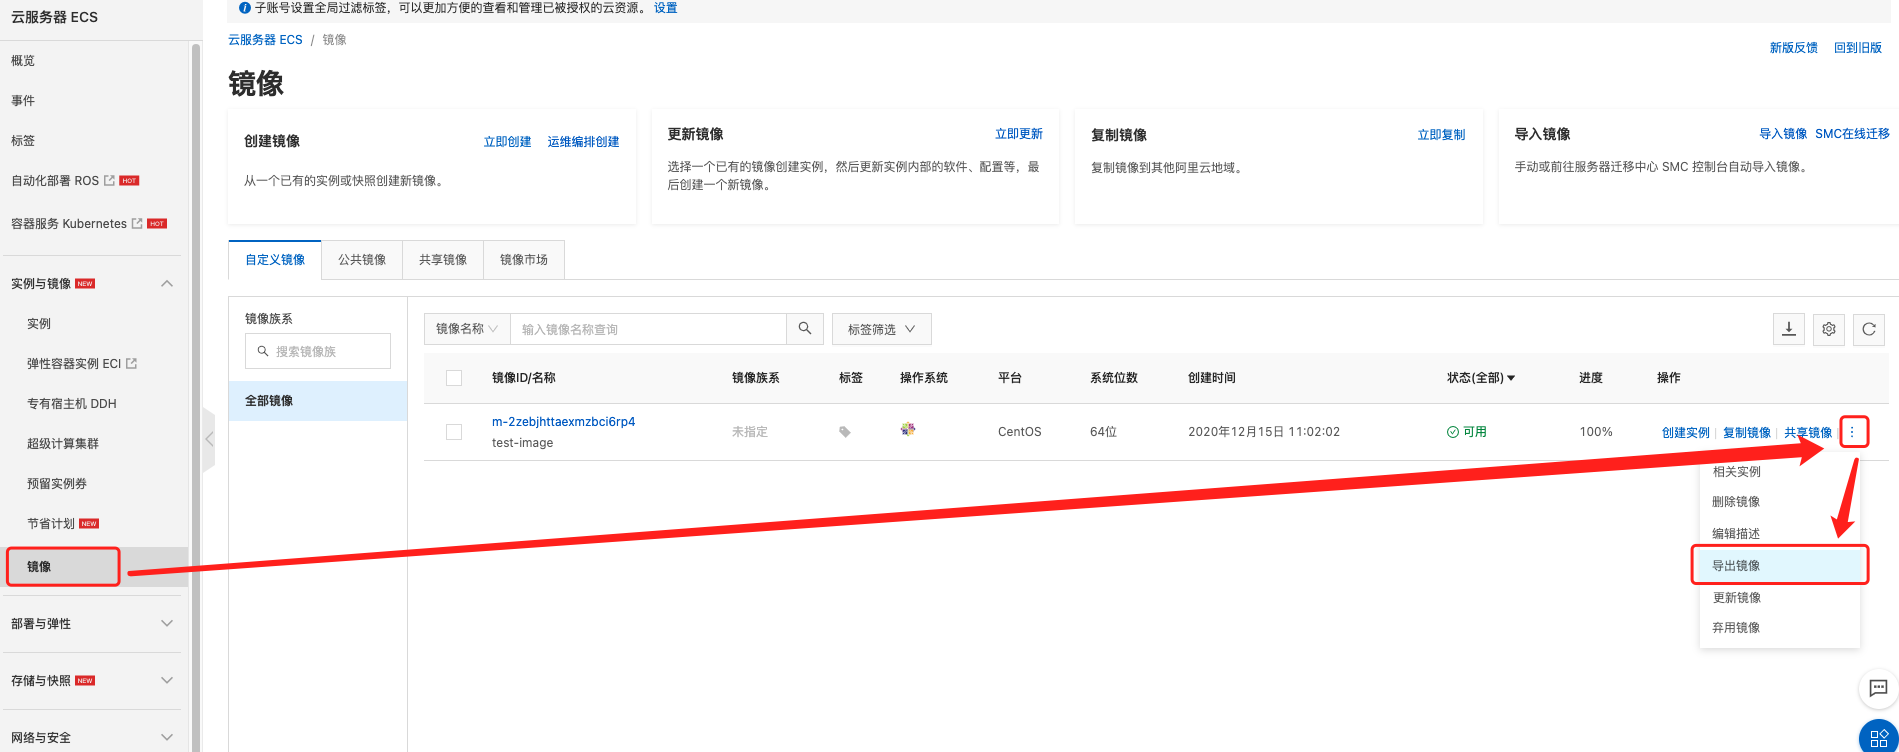 云服务器 ECS
概览
事件
标签
自动化部署 ROS HOT
容器服务 Kubernetes HOT
实例与镜像 NEW
实例
弹性容器实例 ECI
专有宿主机 DDH
超级计算集群
预留实例券
节省计划 NEW
镜像
部署与弹性
存储与快照 NEW
网络与安全
子账号设置全局过滤标签，可以更加方便的查看和管理已被授权的云资源。 设置
云服务器 ECS / 镜像
新版反馈 回到旧版
镜像
创建镜像 立即创建 运维编排创建
从一个已有的实例或快照创建新镜像。
更新镜像 立即更新
选择一个已有的镜像创建实例，然后更新实例内部的软件、配置等，最
后创建一个新镜像。
复制镜像 立即复制
复制镜像到其他阿里云地域。
导入镜像 导入镜像 SMC在线迁移
手动或前往服务器迁移中心 SMC 控制台自动导入镜像。
自定义镜像 公共镜像 共享镜像 镜像市场
镜像族系
搜索镜像族
全部镜像
镜像名称 输入镜像名称查询 标签筛选
镜像ID/名称 镜像族系 标签 操作系统 平台 系统位数 创建时间 状态(全部) 进度 操作
m-2zebjhttaexmzbci6rp4
test-image
未指定 CentOS 64位 2020年12月15日 11:02:02 可用 100% 创建实例 复制镜像 共享镜像
相关实例
删除镜像
编辑描述
导出镜像
更新镜像
弃用镜像